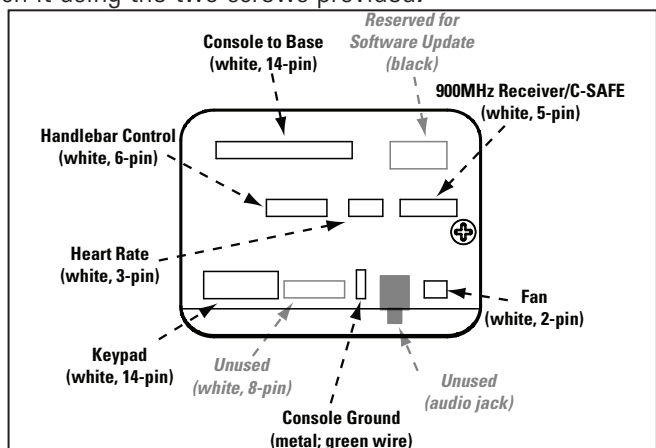 using the two screws provided.
Reserved for
Software Update
(black)
Console to Base
(white, 14-pin)
900MHz Receiver/C-SAFE
(white, 5-pin)
Handlebar Control
(white, 6-pin)
Heart Rate
(white, 3-pin)
Fan
(white, 2-pin)
Keypad
(white, 14-pin)
Unused
(white, 8-pin)
Unused
(audio jack)
Console Ground
(metal; green wire)